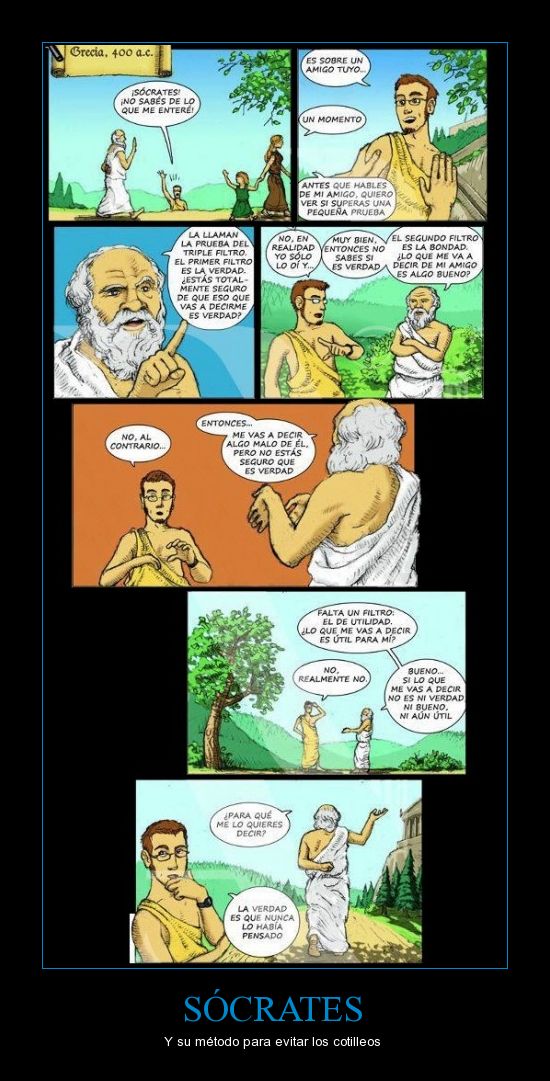 Grecia, 400 a.c.
¡SÓCRATES!
¡NO SABÉS DE LO
QUE ME ENTERÉ!
ES SOBRE UN
AMIGO TUYO...
UN MOMENTO
ANTES QUE HABLES
DE MI AMIGO, QUIERO
VER SI SUPERAS UNA
PEQUEÑA PRUEBA
LA LLAMAN
LA PRUEBA DEL
TRIPLE FILTRO.
EL PRIMER FILTRO
ES LA VERDAD.
¿ESTÁS TOTAL-
MENTE SEGURO
DE QUE ESO QUE
VAS A DECIRME
ES VERDAD?
NO, EN
REALIDAD
YO SÓLO
LO OÍ Y...
MUY BIEN,
ENTONCES NO
SABES SI
ES VERDAD
EL SEGUNDO FILTRO
ES LA BONDAD.
¿LO QUE ME VA A
DECIR DE MI AMIGO
ES ALGO BUENO?
NO, AL
CONTRARIO...
ENTONCES...
ME VAS A DECIR
ALGO MALO DE ÉL,
PERO NO ESTÁS
SEGURO QUE
ES VERDAD
FALTA UN FILTRO:
EL DE UTILIDAD.
¿LO QUE ME VAS A DECIR
ES ÚTIL PARA MÍ?
NO,
REALMENTE NO.
BUENO...
SI LO QUE
ME VAS A DECIR
NO ES NI VERDAD,
NI BUENO,
NI AÚN ÚTIL
¿PARA QUÉ
ME LO QUIERES
DECIR?
LA VERDAD
ES QUE NUNCA
LO HABÍA
PENSADO
SÓCRATES
Y su método para evitar los cotilleos